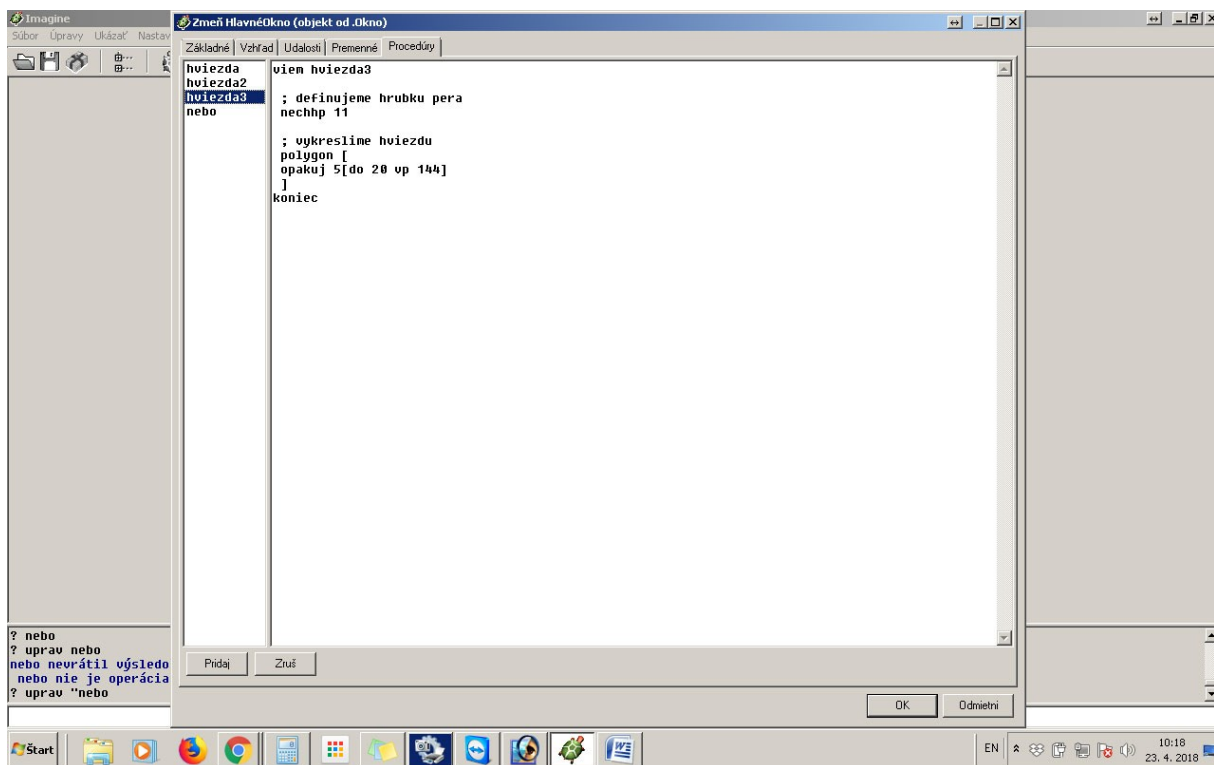 Imagine
Súbor Úpravy Ukázať Nastav
Zmeň HlavnéOkno (objekt od .Okno)
Základné Vzhľad Udalosti Premenné Procedúry
hviezda
hviezda2
hviezda3
nebo
viem hviezda3
; definujeme hrubku pera
nechhp 11
; vykreslime hviezdu
polygon [
opakuj 5[do 20 vp 144]
]
koniec
Pridaj Zruš
OK Odmietni
? nebo
? uprav nebo
nebo nevrátil výsledo
nebo nie je operácia
? uprav "nebo
Štart
EN
10:18
23. 4. 2018